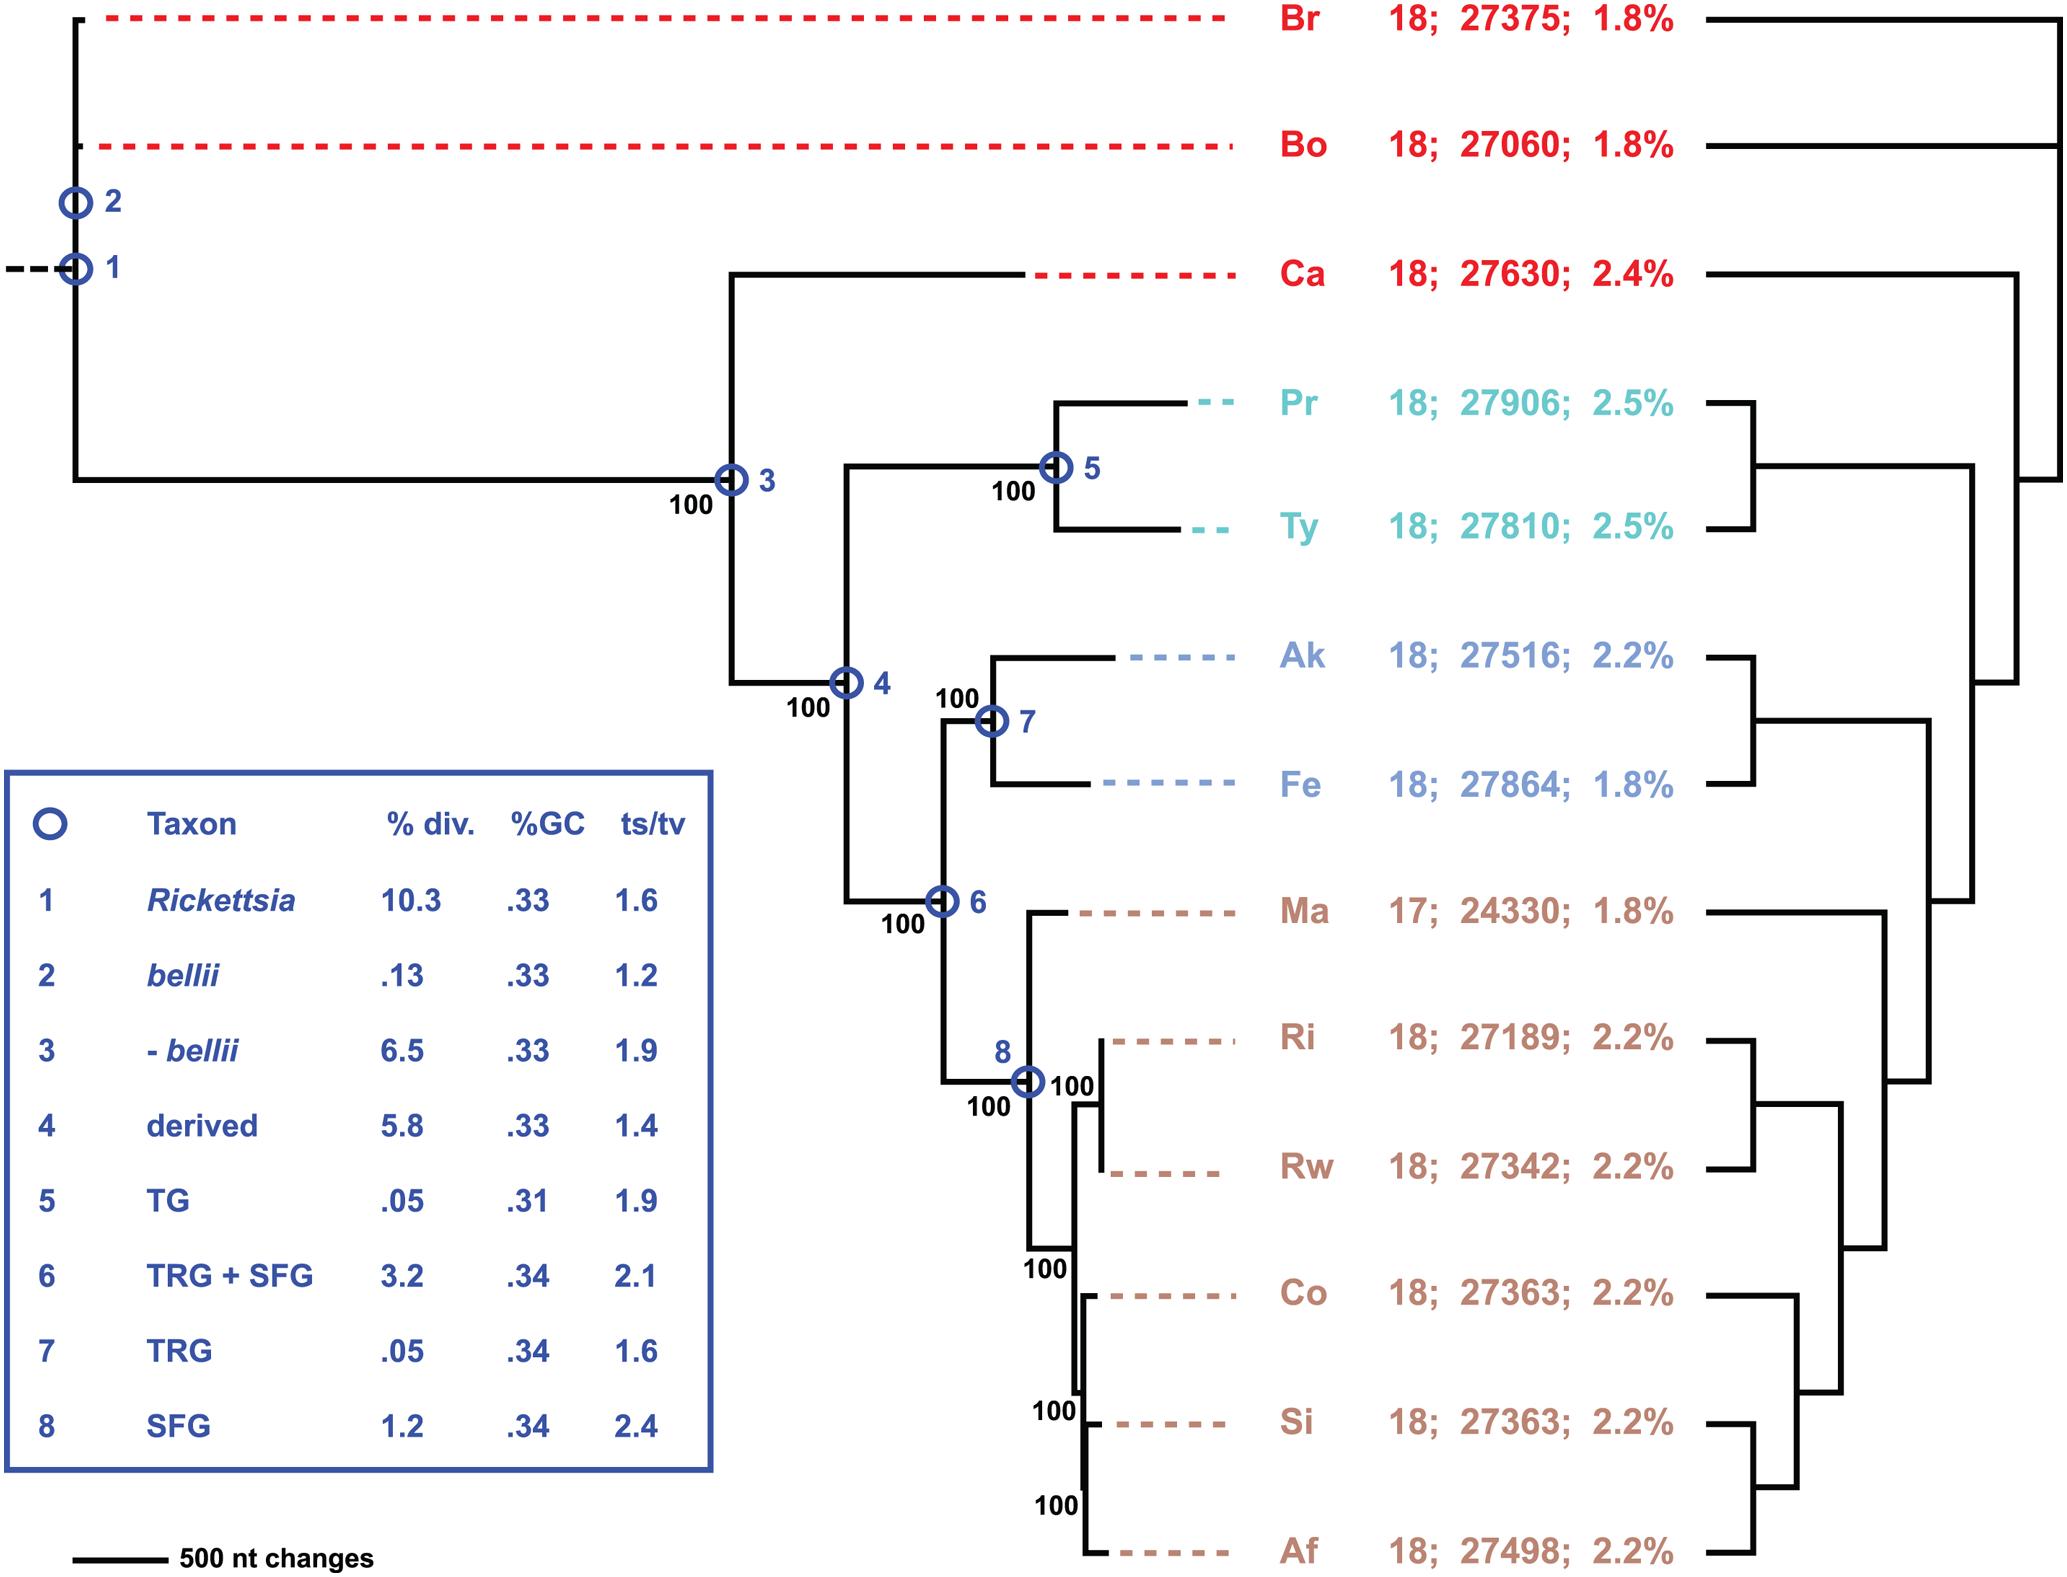 Br 18; 27375; 1.8%
Bo 18; 27060; 1.8%
2
1
Ca 18; 27630; 2.4%
Pr 18; 27906; 2.5%
3
100
5
100
Ty 18; 27810; 2.5%
Ak 18; 27516; 2.2%
4
100
100
7
Fe 18; 27864; 1.8%
6
100
Ma 17; 24330; 1.8%
Ri 18; 27189; 2.2%
8
100
100
Rw 18; 27342; 2.2%
100
Co 18; 27363; 2.2%
100
Si 18; 27363; 2.2%
100
Af 18; 27498; 2.2%
Taxon % div. %GC ts/tv
1 Rickettsia 10.3 .33 1.6
2 bellii .13 .33 1.2
3 - bellii 6.5 .33 1.9
4 derived 5.8 .33 1.4
5 TG .05 .31 1.9
6 TRG + SFG 3.2 .34 2.1
7 TRG .05 .34 1.6
8 SFG 1.2 .34 2.4
500 nt changes